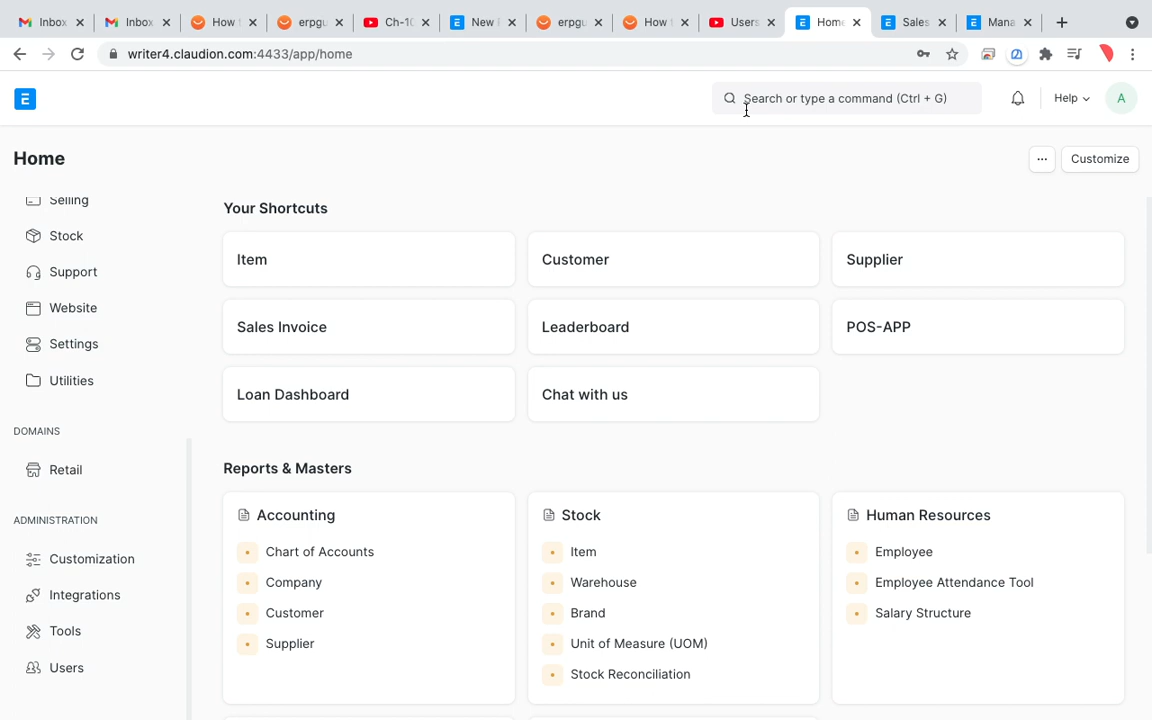 Inbox
Inbox
How t
erpgu
Ch-10
New
erpgu
How t
Users
Home
Sales
Mana
writer4.claudion.com:4433/app/home
E
Search or type a command (Ctrl + G)
Help
A
Home
...
Customize
Selling
Stock
Support
Website
Settings
Utilities
DOMAINS
Retail
ADMINISTRATION
Customization
Integrations
Tools
Users
Your Shortcuts
Item
Customer
Supplier
Sales Invoice
Leaderboard
POS-APP
Loan Dashboard
Chat with us
Reports & Masters
Accounting
Chart of Accounts
Company
Customer
Supplier
Stock
Item
Warehouse
Brand
Unit of Measure (UOM)
Stock Reconciliation
Human Resources
Employee
Employee Attendance Tool
Salary Structure